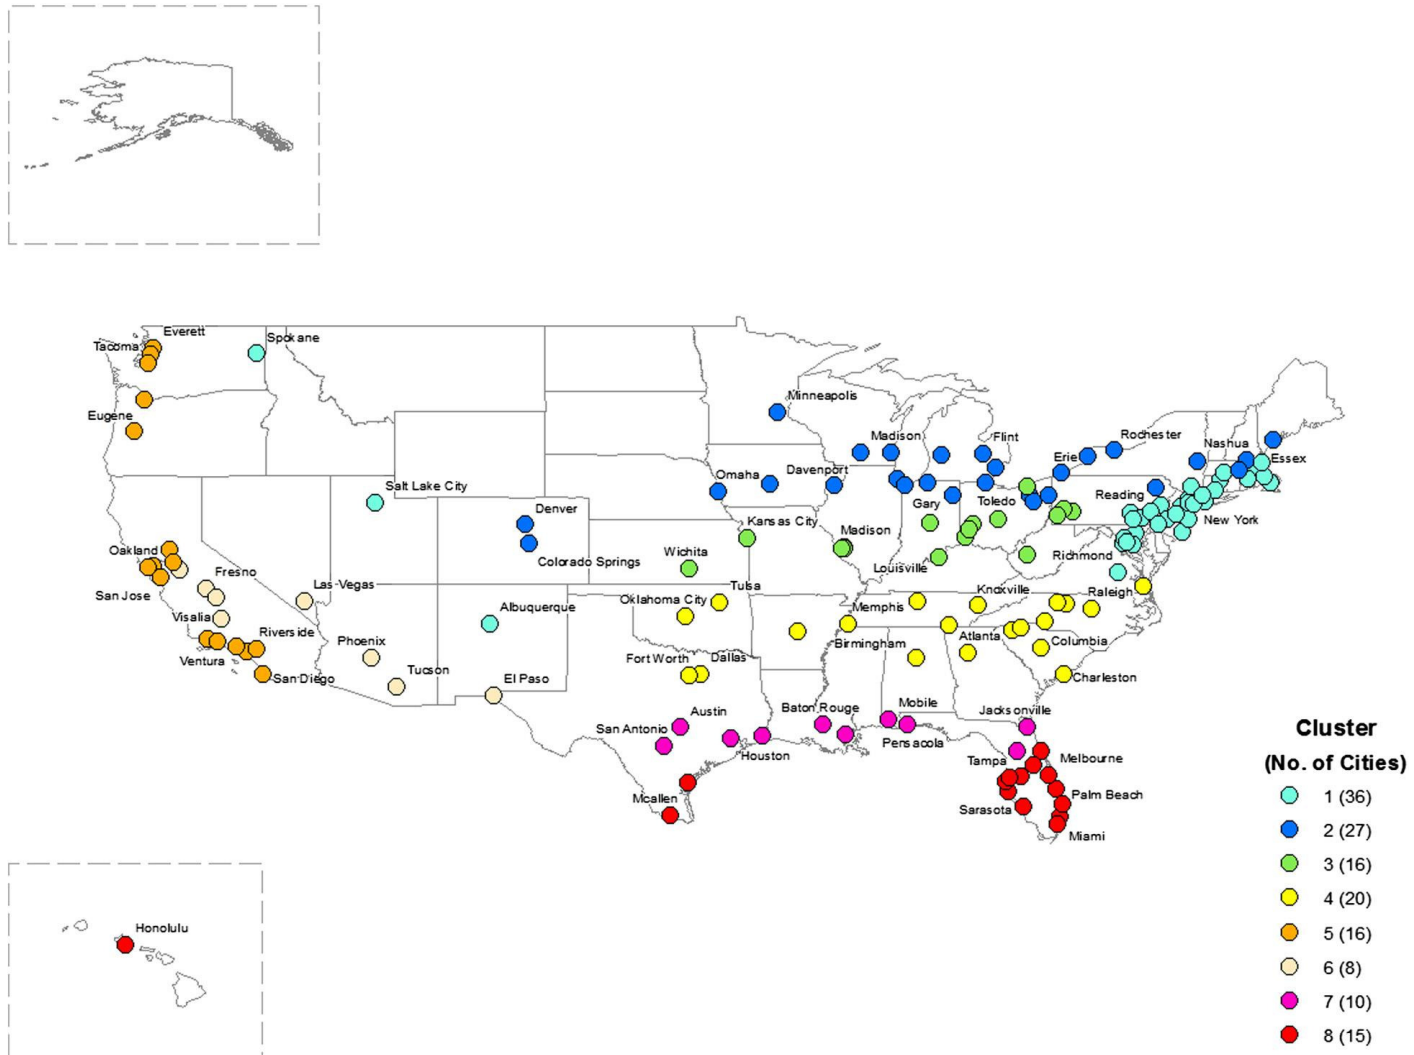 Everett
Tacoma
Spokane
Eugene
Minneapolis
Madison
Flint
Rochester
Nashua
Erie
Essex
Omaha
Davenport
Salt Lake City
Reading
Gary
Toledo
Denver
New York
Kansas City
Madison
Oakland
Richmond
Colorado Springs
Wichita
Louisville
Fresno
San Jose
Las Vegas
Tulsa
Knoxville
Raleigh
Oklahoma City
Albuquerque
Memphis
Visalia
Riverside
Phoenix
Birmingham
Atlanta
Columbia
Ventura
Fort Worth
Dallas
Tucson
San Diego
El Paso
Charleston
Austin
Baton Rouge
Mobile
Jacksonville
San Antonio
Pensacola
Houston
Tampa
Melbourne
Mcallen
Palm Beach
Sarasota
Miami
Honolulu
Cluster
(No. of Cities)
1 (36)
2 (27)
3 (16)
4 (20)
5 (16)
6 (8)
7 (10)
8 (15)